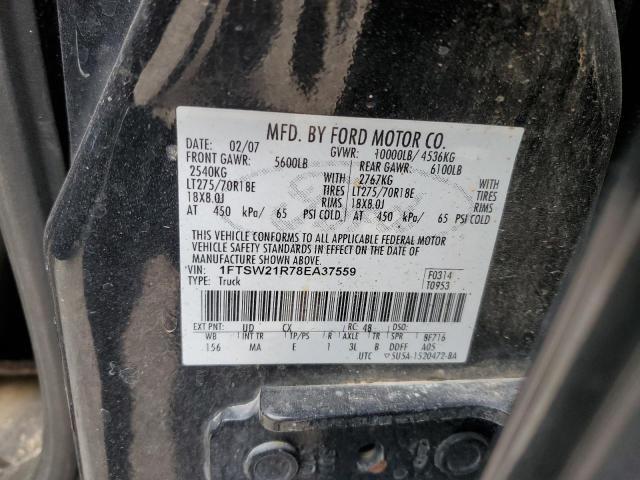 MFD. BY FORD MOTOR CO.
DATE: 02/07 GVWR: 10000LB/ 4536KG
FRONT GAWR: 5600LB REAR GAWR: 6100LB
2540KG WITH 2767KG WITH
LT275/70R18E TIRES LT275/70R18E TIRES
18X8.0J RIMS 18X8.0J RIMS
AT 450 kPa/ 65 PSI COLD AT 450 kPa/ 65 PSI COLD
THIS VEHICLE CONFORMS TO ALL APPLICABLE FEDERAL MOTOR
VEHICLE SAFETY STANDARDS IN EFFECT ON THE DATE OF
MANUFACTURE SHOWN ABOVE.
VIN: 1FTSW21R78EA37559 F0314
TYPE: Truck T0953
EXT PNT: UD CX RC: 48 DSO:
WB INT TR TP/PS R AXLE TR SPR 8F716
156 MA E 1 3L B DDFF A05
UTC 5U5A-1520472-BA